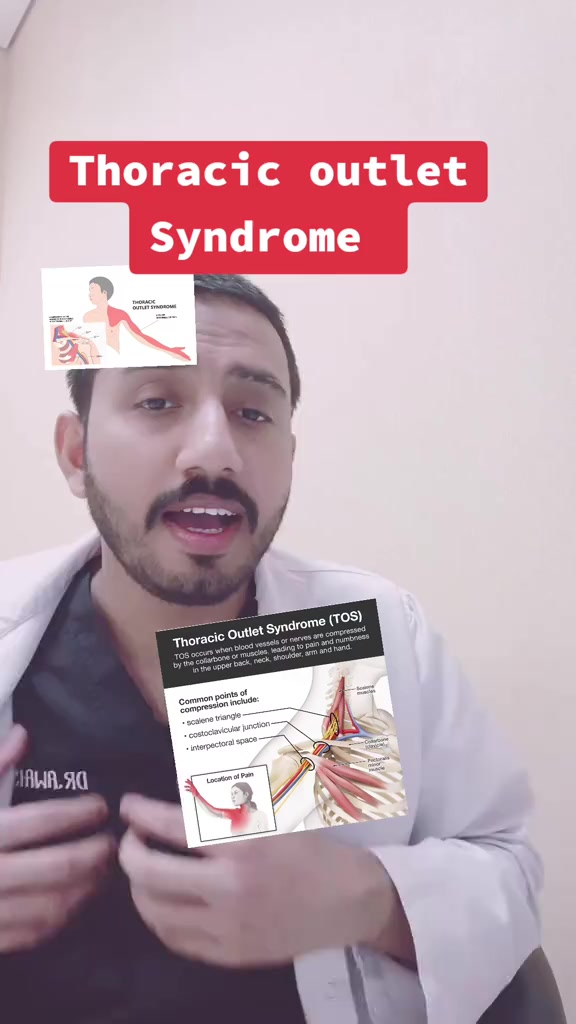 Thoracic outlet
Syndrome
THORACIC
OUTLET SYNDROME
Thoracic Outlet Syndrome (TOS)
TOS occurs when blood vessels or nerves are compressed
by the collarbone or muscles, leading to pain and numbness
in the upper back, neck, shoulder, arm and hand.
Common points of
compression include:
• scalene triangle
• costoclavicular junction
• interpectoral space
Scalene
muscles
Collarbone
(clavicle)
Pectoralis
minor
muscle
Location of Pain
DR.AWAIS